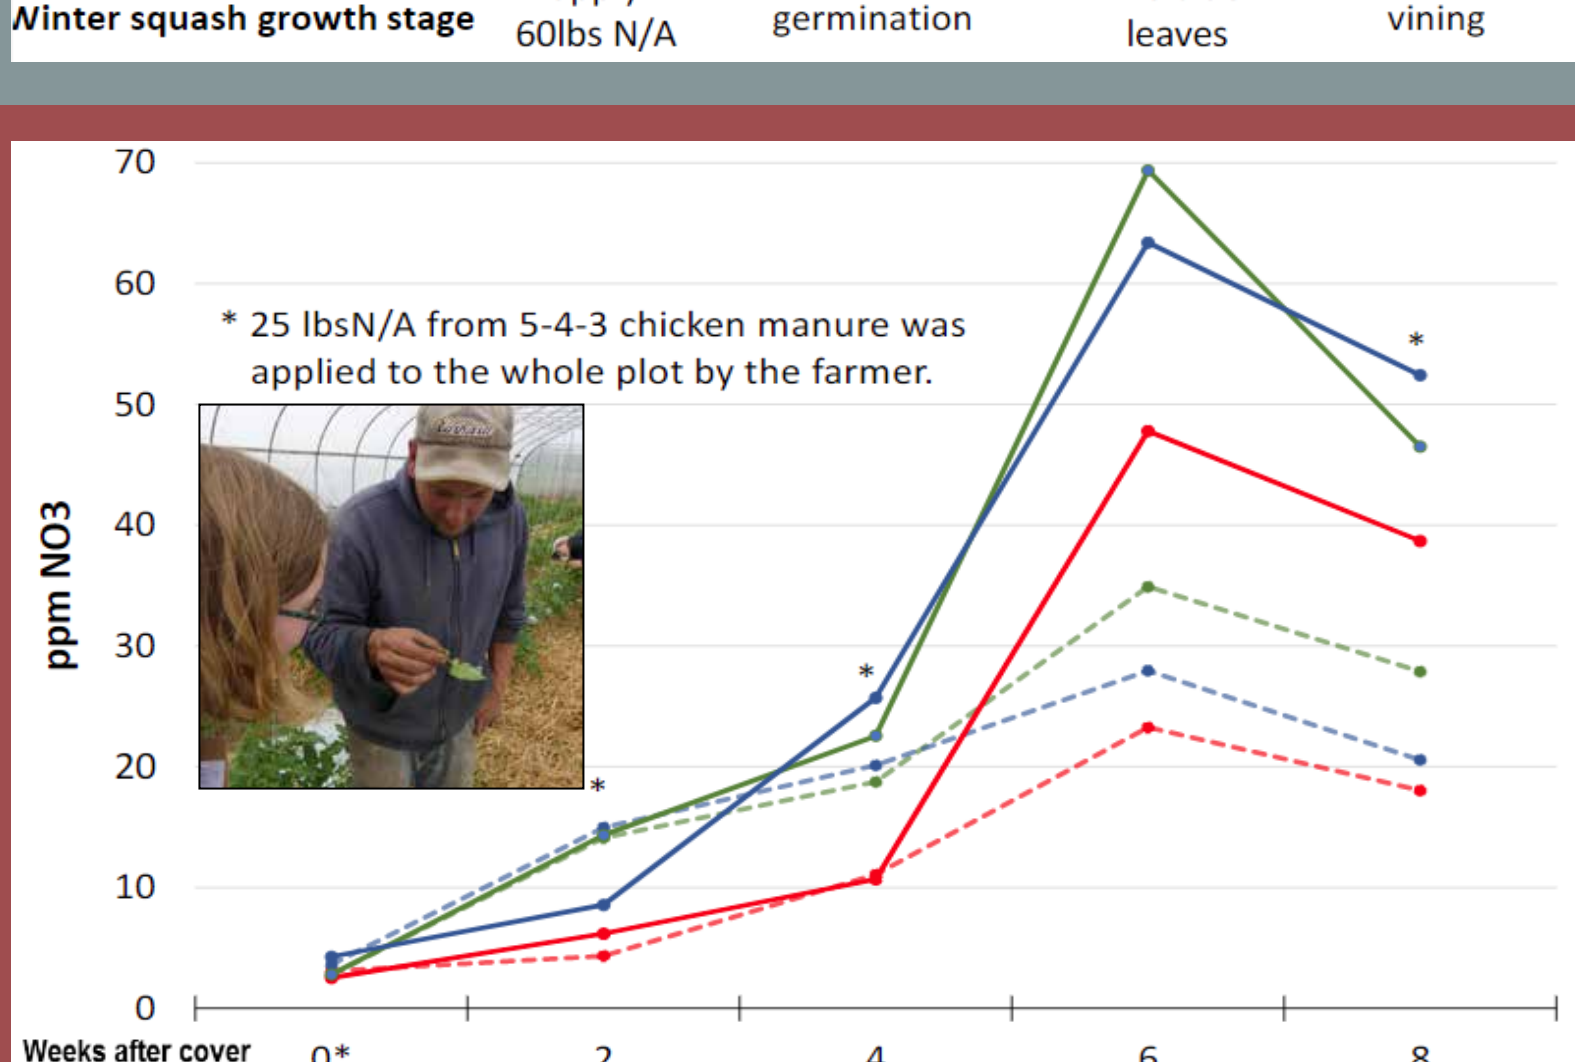 Winter squash growth stage
60lbs N/A
germination
leaves
vining
70
60
* 25 lbsN/A from 5-4-3 chicken manure was
applied to the whole plot by the farmer.
*
50
40
ppm NO3
30
*
20
*
10
0
Weeks after cover
0*
2
4
6
8